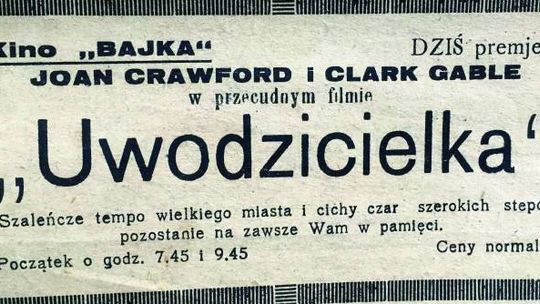 Kino „BAJKA“ DZIŚ premje
JOAN CRAWFORD i CLARK GABLE
w przecudnym filmie
„Uwodzicielka“
Szaleńcze tempo wielkiego miasta i cichy czar szerokich step
pozostanie na zawsze Wam w pamięci.
Początek o godz. 7.45 i 9.45 Ceny normal